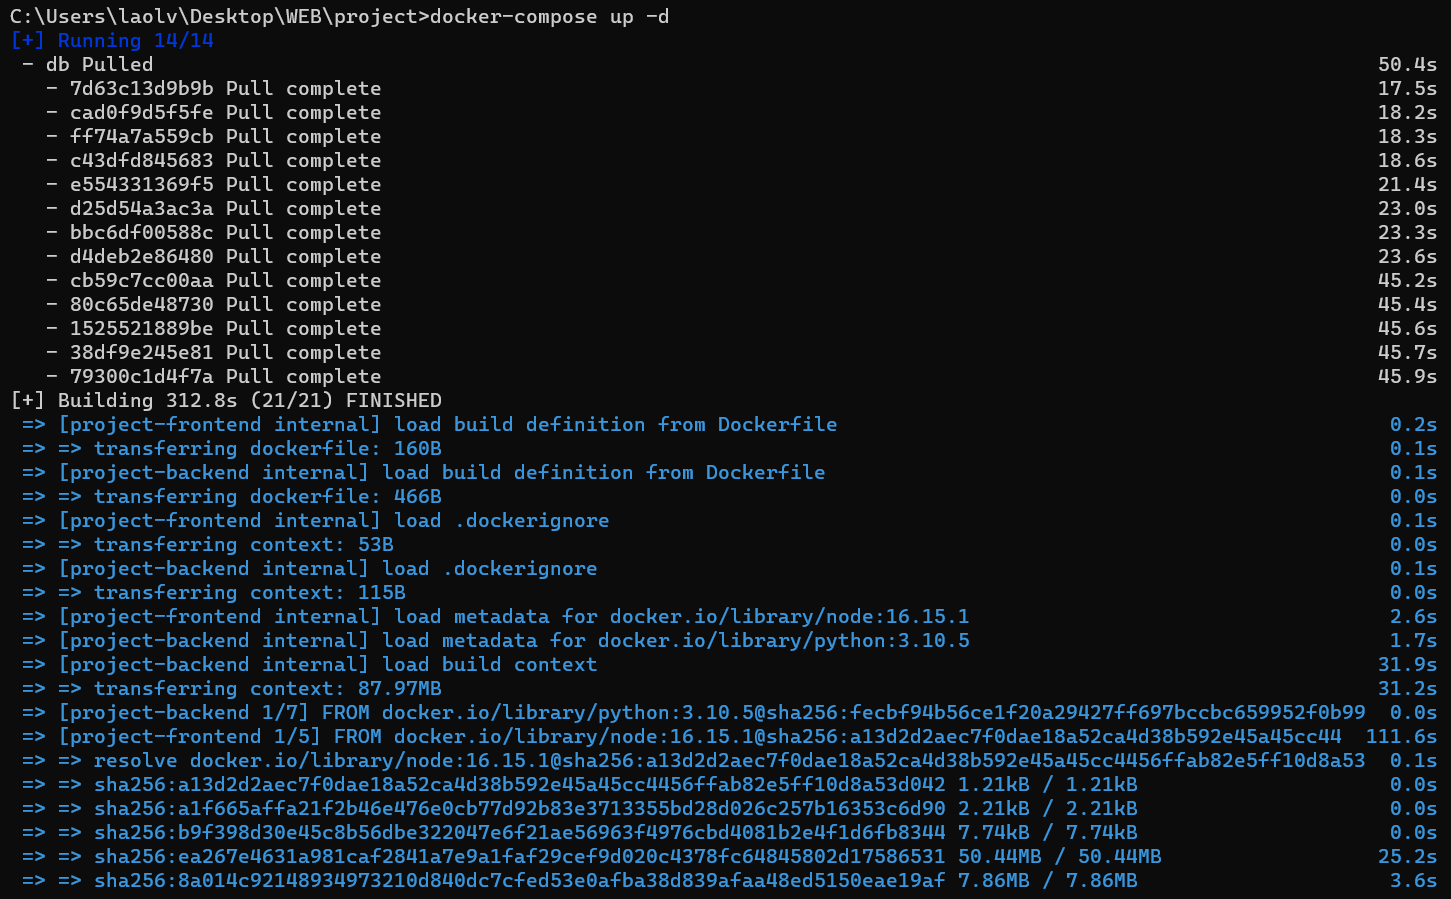 C:\Users\laolv\Desktop\WEB\project>docker-compose up -d
[+] Running 14/14
- db Pulled 50.4s
- 7d63c13d9b9b Pull complete 17.5s
- cad0f9d5f5fe Pull complete 18.2s
- ff74a7a559cb Pull complete 18.3s
- c43dfd845683 Pull complete 18.6s
- e554331369f5 Pull complete 21.4s
- d25d54a3ac3a Pull complete 23.0s
- bbc6df00588c Pull complete 23.3s
- d4deb2e86480 Pull complete 23.6s
- cb59c7cc00aa Pull complete 45.2s
- 80c65de48730 Pull complete 45.4s
- 1525521889be Pull complete 45.6s
- 38df9e245e81 Pull complete 45.7s
- 79300c1d4f7a Pull complete 45.9s
[+] Building 312.8s (21/21) FINISHED
=> [project-frontend internal] load build definition from Dockerfile 0.2s
=> => transferring dockerfile: 160B 0.1s
=> [project-backend internal] load build definition from Dockerfile 0.1s
=> => transferring dockerfile: 466B 0.0s
=> [project-frontend internal] load .dockerignore 0.1s
=> => transferring context: 53B 0.0s
=> [project-backend internal] load .dockerignore 0.1s
=> => transferring context: 115B 0.0s
=> [project-frontend internal] load metadata for docker.io/library/node:16.15.1 2.6s
=> [project-backend internal] load metadata for docker.io/library/python:3.10.5 1.7s
=> [project-backend internal] load build context 31.9s
=> => transferring context: 87.97MB 31.2s
=> [project-backend 1/7] FROM docker.io/library/python:3.10.5@sha256:fecbf94b56ce1f20a29427ff697bccbc659952f0b99 0.0s
=> [project-frontend 1/5] FROM docker.io/library/node:16.15.1@sha256:a13d2d2aec7f0dae18a52ca4d38b592e45a45cc44 111.6s
=> => resolve docker.io/library/node:16.15.1@sha256:a13d2d2aec7f0dae18a52ca4d38b592e45a45cc4456ffab82e5ff10d8a53 0.1s
=> => sha256:a13d2d2aec7f0dae18a52ca4d38b592e45a45cc4456ffab82e5ff10d8a53d042 1.21kB / 1.21kB 0.0s
=> => sha256:a1f665affa21f2b46e476e0cb77d92b83e3713355bd28d026c257b16353c6d90 2.21kB / 2.21kB 0.0s
=> => sha256:b9f398d30e45c8b56dbe322047e6f21ae56963f4976cbd4081b2e4f1d6fb8344 7.74kB / 7.74kB 0.0s
=> => sha256:ea267e4631a981caf2841a7e9a1faf29cef9d020c4378fc64845802d17586531 50.44MB / 50.44MB 25.2s
=> => sha256:8a014c92148934973210d840dc7cfed53e0afba38d839afaa48ed5150eae19af 7.86MB / 7.86MB 3.6s